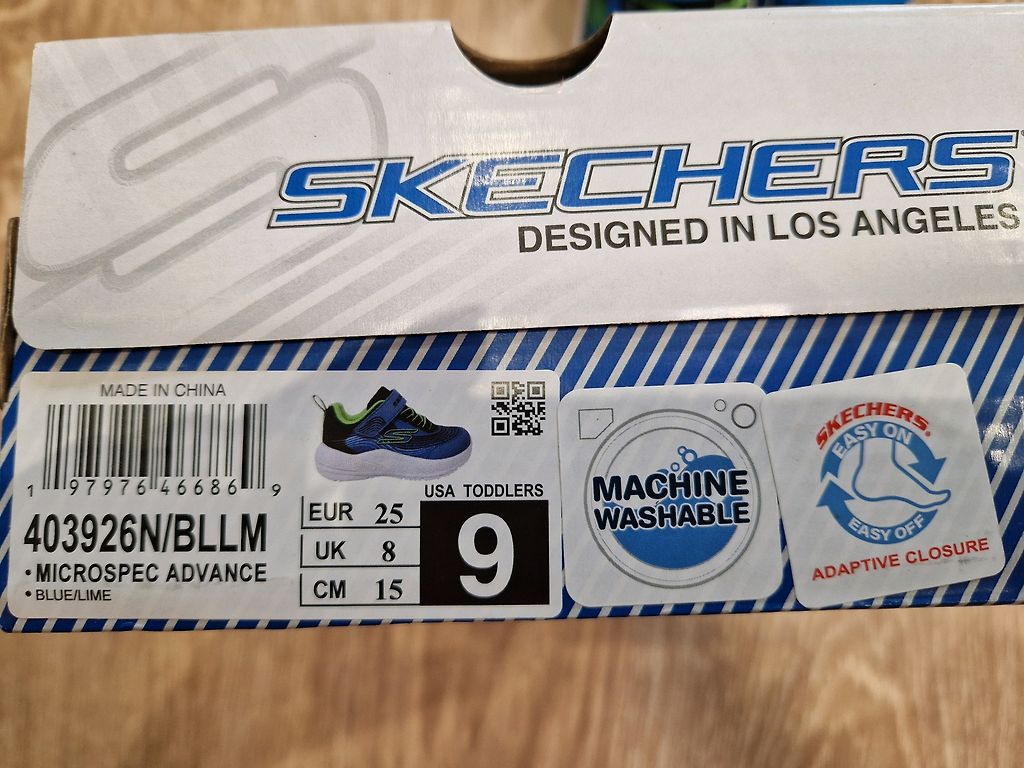 SKECHERS
DESIGNED IN LOS ANGELES
MADE IN CHINA
1 97976 46686 9
403926N/BLLM
• MICROSPEC ADVANCE
• BLUE/LIME
USA TODDLERS
EUR 25
UK 8
CM 15
9
MACHINE
WASHABLE
SKECHERS®
EASY ON
EASY OFF
ADAPTIVE CLOSURE